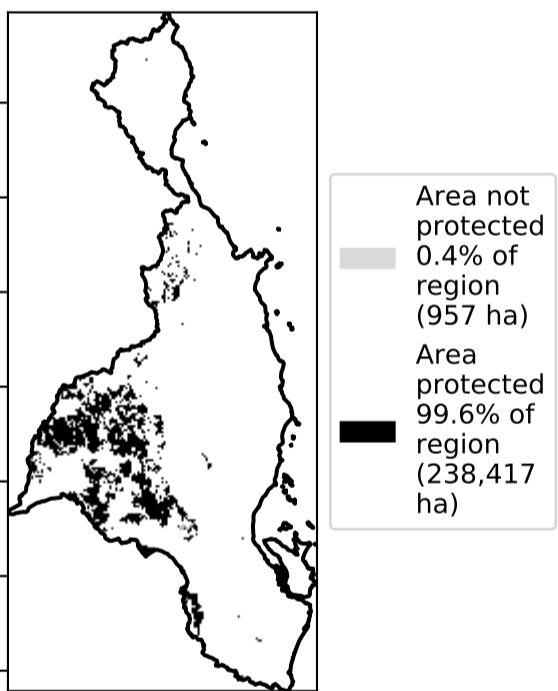 Area not
protected
0.4% of
region
(957 ha)
Area
protected
99.6% of
region
(238,417
ha)